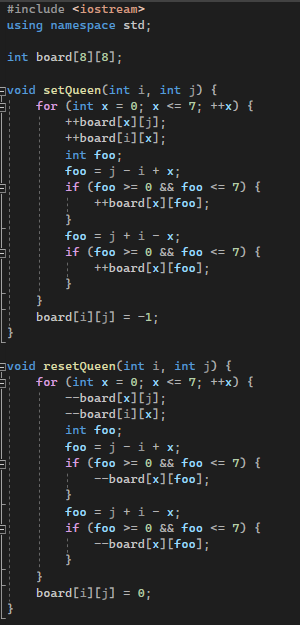 #include <iostream>
using namespace std;

int board[8][8];

void setQueen(int i, int j) {
    for (int x = 0; x <= 7; ++x) {
        ++board[x][j];
        ++board[i][x];
        int foo;
        foo = j - i + x;
        if (foo >= 0 && foo <= 7) {
            ++board[x][foo];
        }
        foo = j + i - x;
        if (foo >= 0 && foo <= 7) {
            ++board[x][foo];
        }
    }
    board[i][j] = -1;
}

void resetQueen(int i, int j) {
    for (int x = 0; x <= 7; ++x) {
        --board[x][j];
        --board[i][x];
        int foo;
        foo = j - i + x;
        if (foo >= 0 && foo <= 7) {
            --board[x][foo];
        }
        foo = j + i - x;
        if (foo >= 0 && foo <= 7) {
            --board[x][foo];
        }
    }
    board[i][j] = 0;
}